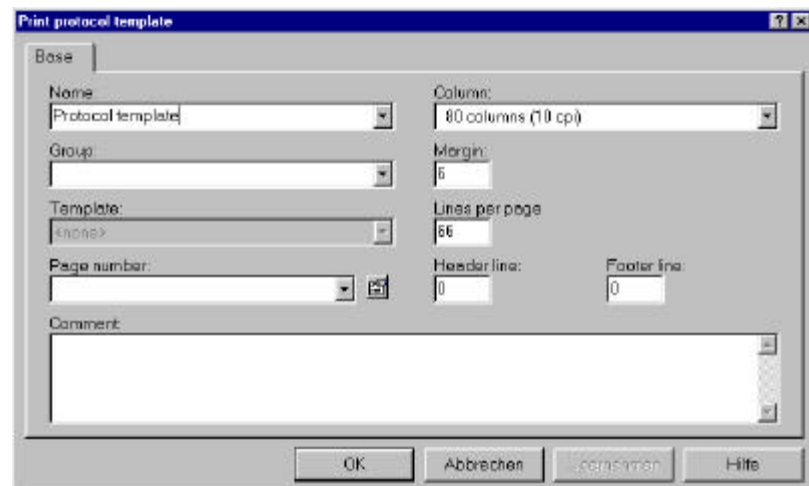 Print protocol template
Base
Name:
Protocol template
Column:
80 columns (10 cpi)
Group:
Margin:
6
Template:
<none>
Lines per page
66
Page number:
Header line:
0
Footer line:
0
Comment:
OK
Abbrechen
Hilfe